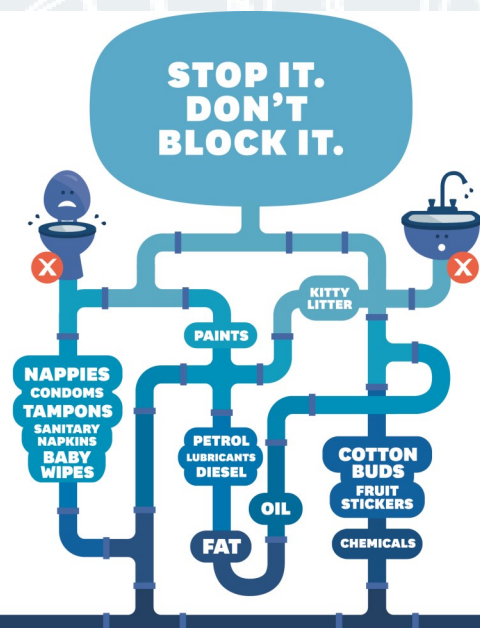 STOP IT.
DON'T
BLOCK IT.
X
X
KITTY
LITTER
PAINTS
NAPPIES
CONDOMS
TAMPONS
SANITARY
NAPKINS
BABY
WIPES
PETROL
LUBRICANTS
DIESEL
COTTON
BUDS
FRUIT
STICKERS
OIL
FAT
CHEMICALS